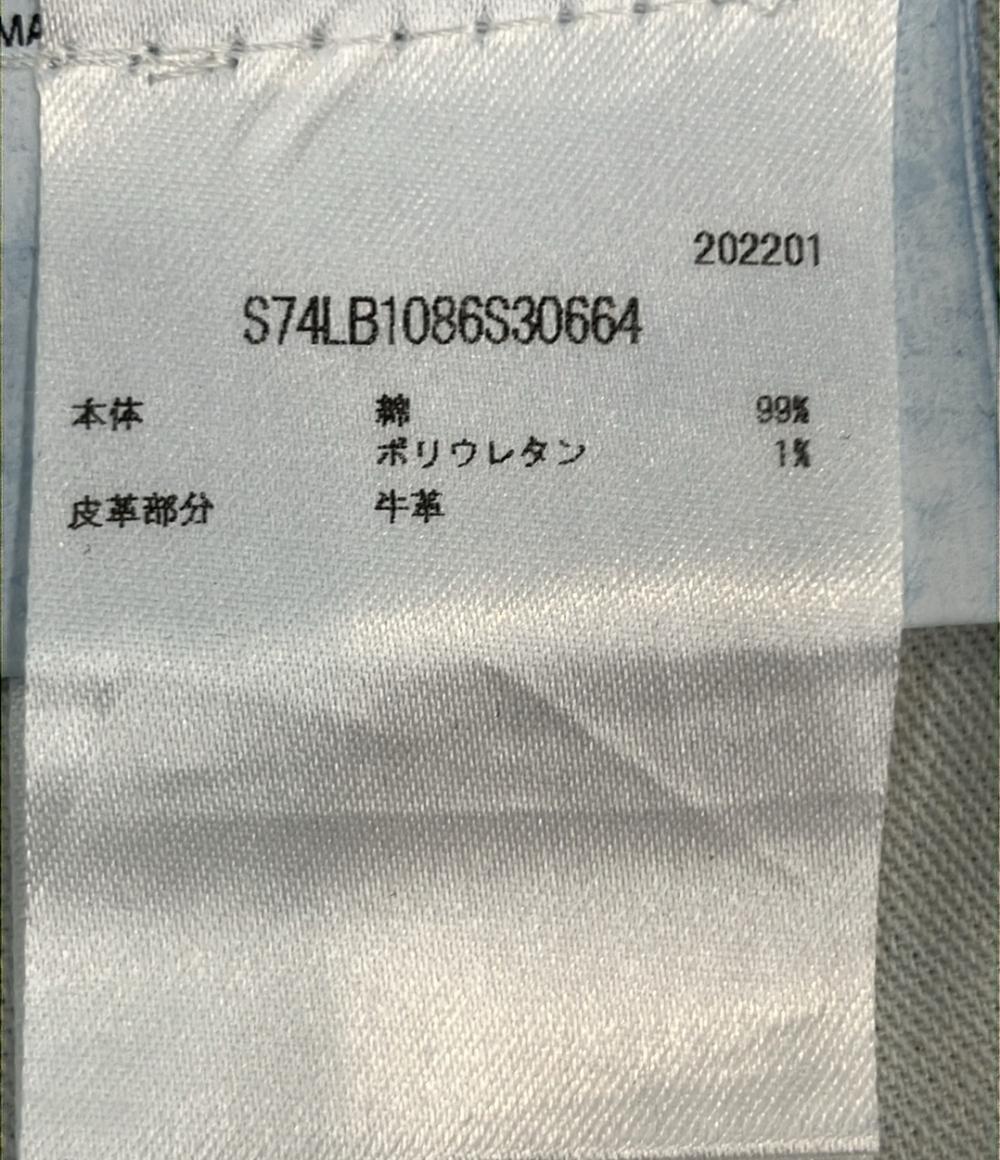 MA
202201
S74LB1086S30664
本体 綿 99%
ポリウレタン 1%
皮革部分 牛革